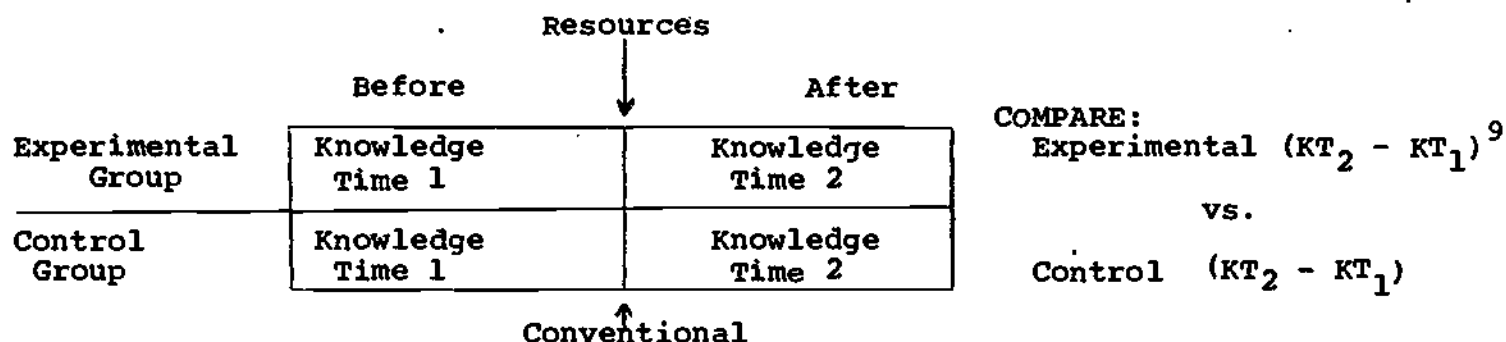 Resources
Before After
COMPARE:
Experimental Knowledge Knowledge Experimental (KT₂ - KT₁)⁹
Group Time 1 Time 2
vs.
Control Knowledge Knowledge
Group Time 1 Time 2 Control (KT₂ - KT₁)
Conventional